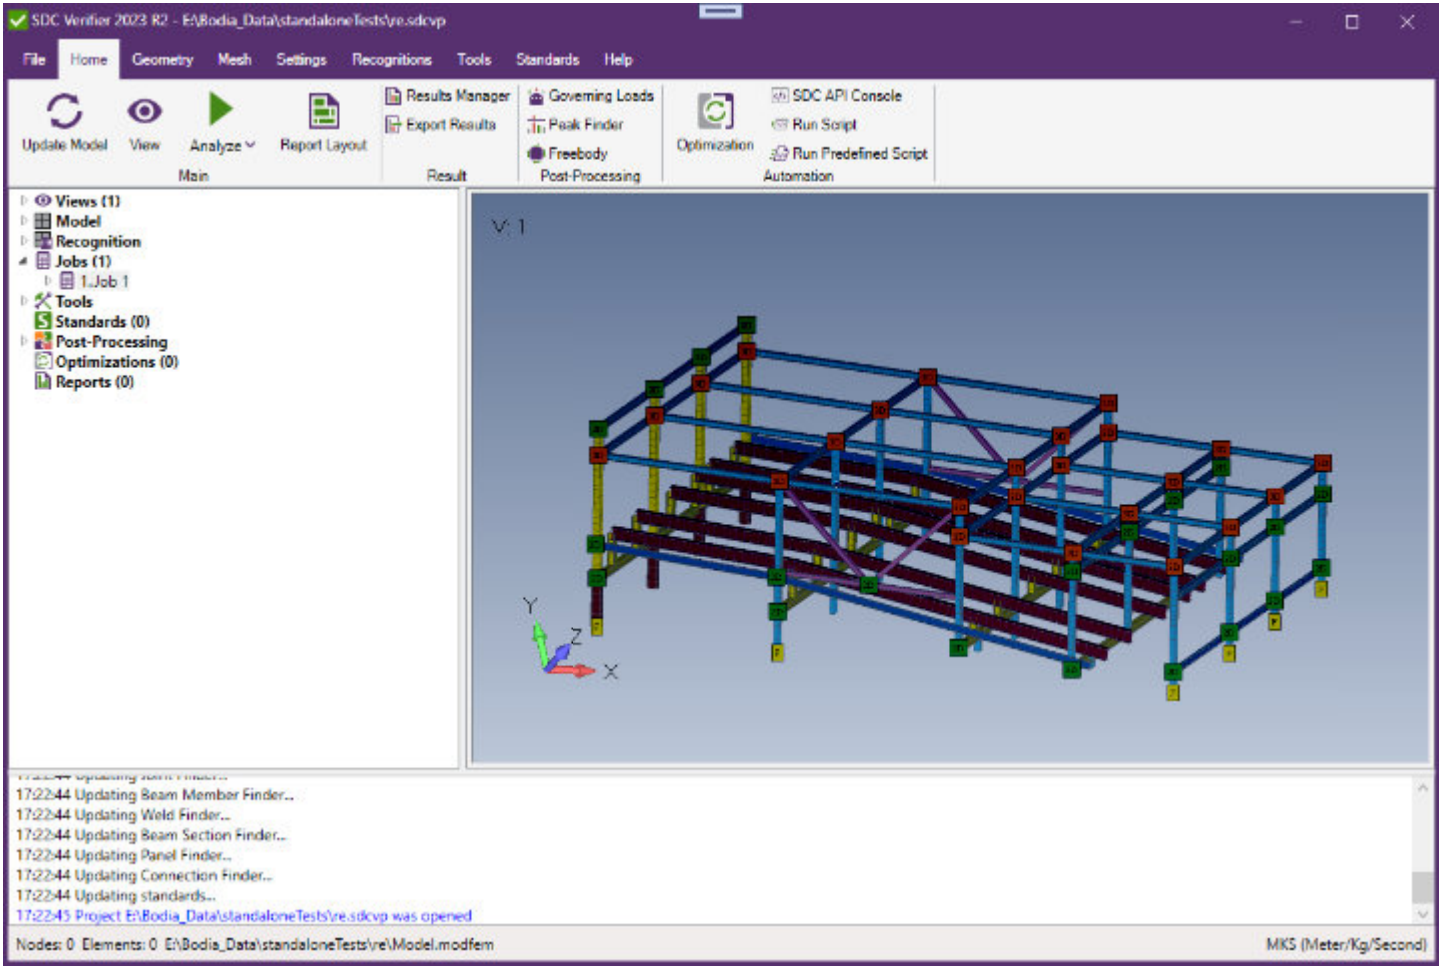 SDC Verifier 2023 R2 - E:\Bodia_Data\standaloneTests\re.sdcvp
File Home Geometry Mesh Settings Recognitions Tools Standards Help
Update Model View Analyze Report Layout
Main
Results Manager
Export Results
Result
Governing Loads
Peak Finder
Freebody
Post-Processing
Optimization
SDC API Console
Run Script
Run Predefined Script
Automation
Views (1)
Model
Recognition
Jobs (1)
1..Job 1
Tools
Standards (0)
Post-Processing
Optimizations (0)
Reports (0)
V: 1
Y
Z
X
17:22:44 Updating Joint Finder...
17:22:44 Updating Beam Member Finder...
17:22:44 Updating Weld Finder...
17:22:44 Updating Beam Section Finder...
17:22:44 Updating Panel Finder...
17:22:44 Updating Connection Finder...
17:22:44 Updating standards...
17:22:45 Project E:\Bodia_Data\standaloneTests\re.sdcvp was opened
Nodes: 0 Elements: 0 E:\Bodia_Data\standaloneTests\re\Model.modfem
MKS (Meter/Kg/Second)